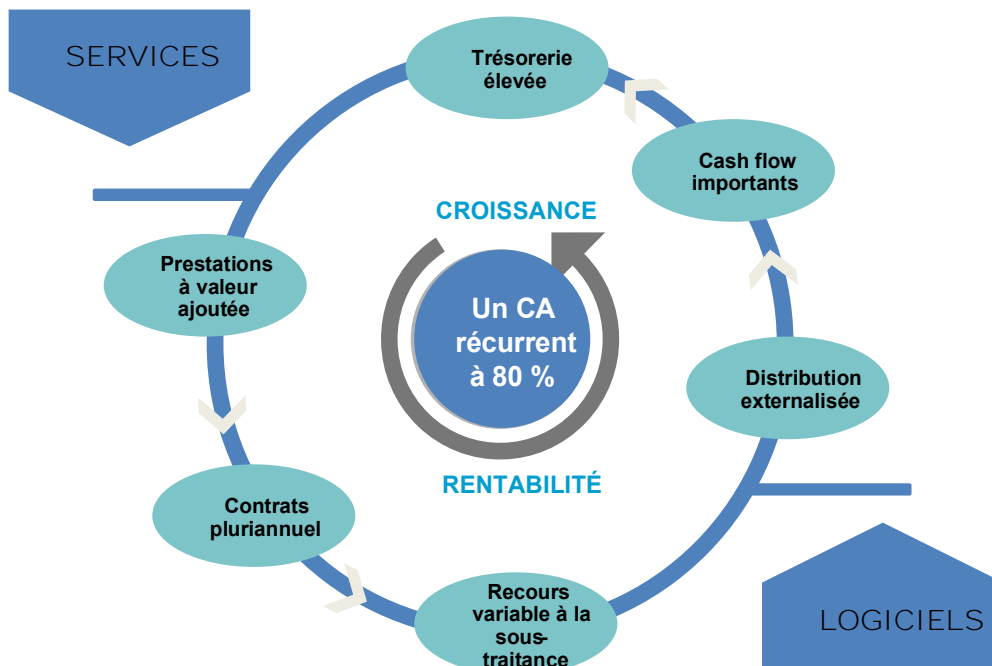 SERVICES
Trésorerie
élevée
Cash flow
importants
CROISSANCE
Prestations
à valeur
ajoutée
Un CA
récurrent
à 80 %
Distribution
externalisée
RENTABILITÉ
Contrats
pluriannuel
Recours
variable à la
sous-
traitance
LOGICIELS